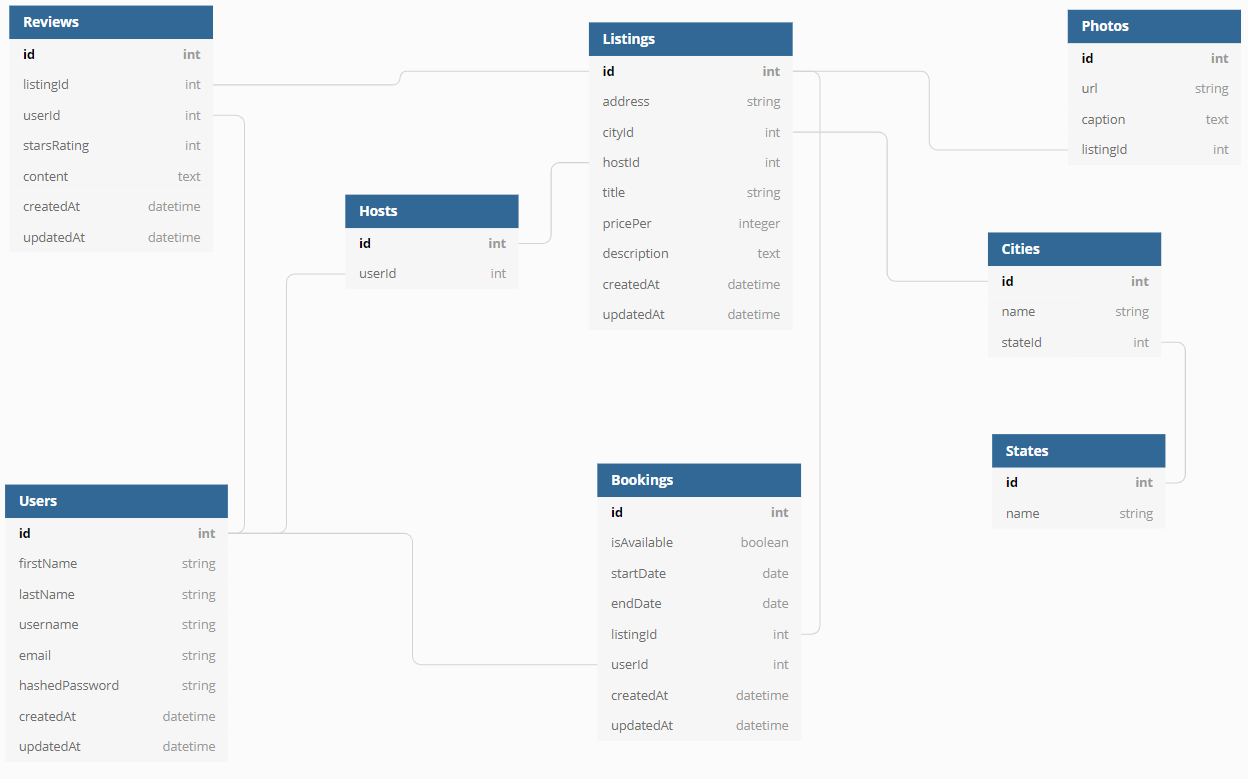 Reviews
id int
listingId int
userId int
starsRating int
content text
createdAt datetime
updatedAt datetime
Listings
id int
address string
cityId int
hostId int
title string
pricePer integer
description text
createdAt datetime
updatedAt datetime
Photos
id int
url string
caption text
listingId int
Hosts
id int
userId int
Cities
id int
name string
stateId int
States
id int
name string
Users
id int
firstName string
lastName string
username string
email string
hashedPassword string
createdAt datetime
updatedAt datetime
Bookings
id int
isAvailable boolean
startDate date
endDate date
listingId int
userId int
createdAt datetime
updatedAt datetime